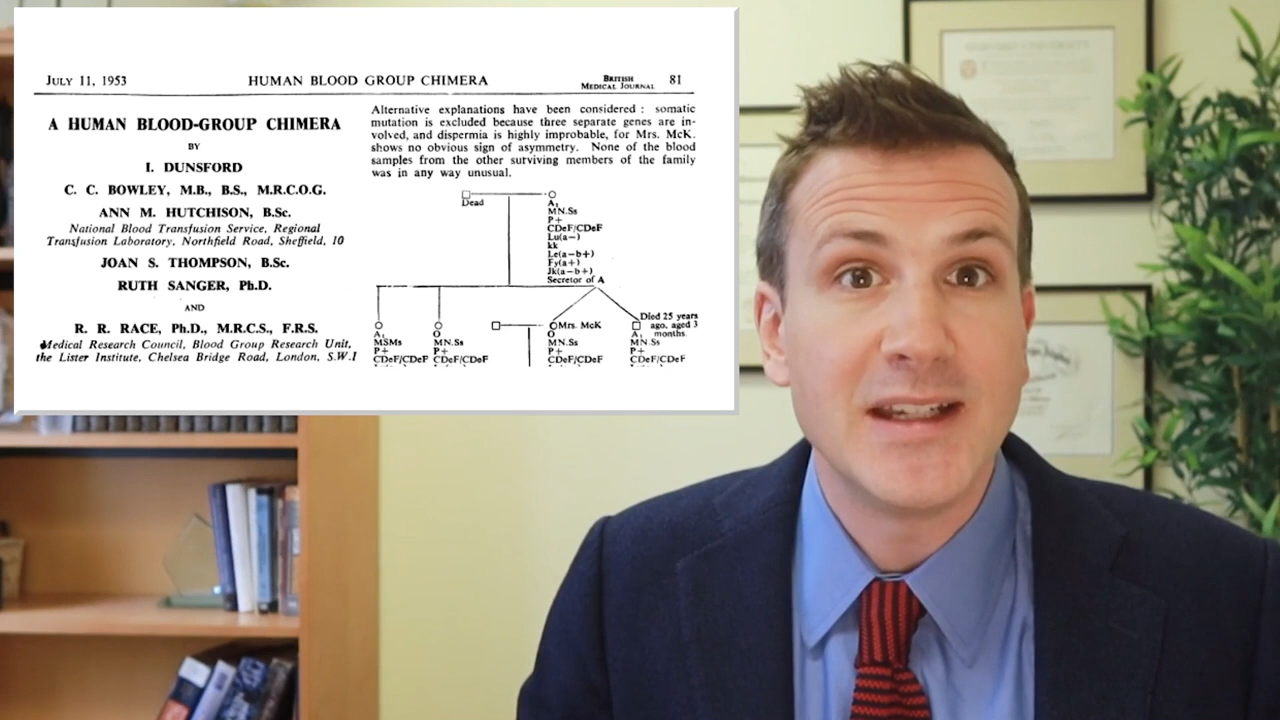 JULY 11, 1953
HUMAN BLOOD GROUP CHIMERA
BRITISH
MEDICAL JOURNAL
81
A HUMAN BLOOD-GROUP CHIMERA
BY
I. DUNSFORD
C. C. BOWLEY, M.B., B.S., M.R.C.O.G.
ANN M. HUTCHISON, B.Sc.
National Blood Transfusion Service, Regional
Transfusion Laboratory, Northfield Road, Sheffield, 10
JOAN S. THOMPSON, B.Sc.
RUTH SANGER, Ph.D.
AND
R. R. RACE, Ph.D., M.R.C.S., F.R.S.
Medical Research Council, Blood Group Research Unit,
the Lister Institute, Chelsea Bridge Road, London, S.W.1
Alternative explanations have been considered : somatic
mutation is excluded because three separate genes are in-
volved, and dispermia is highly improbable, for Mrs. McK.
shows no obvious sign of asymmetry. None of the blood
samples from the other surviving members of the family
was in any way unusual.
Dead
A₁
MN.Ss
P+
CDeF/CDeF
Lu(a−)
kk
Le(a−b+)
Fy(a+)
Jk(a−b+)
Secretor of A
A₁
MSMs
P+
CDeF/CDeF
O
MN.Ss
P+
CDeF/CDeF
Mrs. McK
O
MN.Ss
P+
CDeF/CDeF
Died 25 years
ago, aged 3
months.
A₁
MN.Ss
P+
CDeF/CDeF